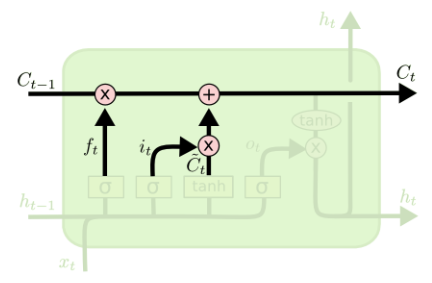 h_t
C_{t-1} × + C_t
tanh
f_t i_t × o_t ×
C̃_t
σ σ tanh σ
h_{t-1} h_t
x_t